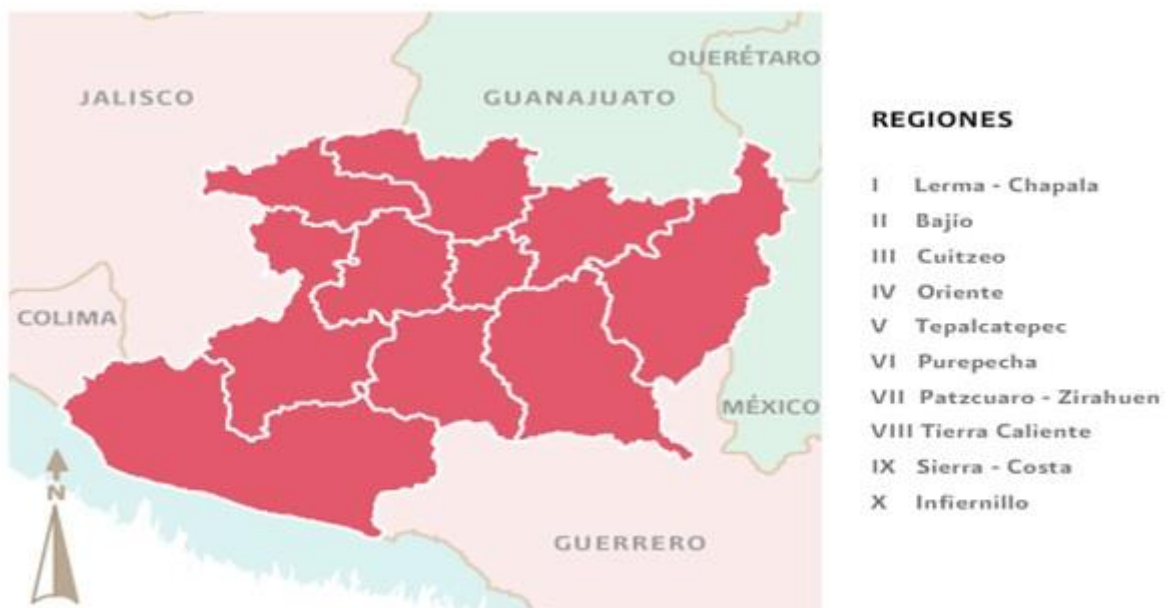 QUERÉTARO
JALISCO
GUANAJUATO
COLIMA
MÉXICO
GUERRERO
N
REGIONES
I Lerma - Chapala
II Bajío
III Cuitzeo
IV Oriente
V Tepalcatepec
VI Purepecha
VII Patzcuaro - Zirahuen
VIII Tierra Caliente
IX Sierra - Costa
X Infiernillo